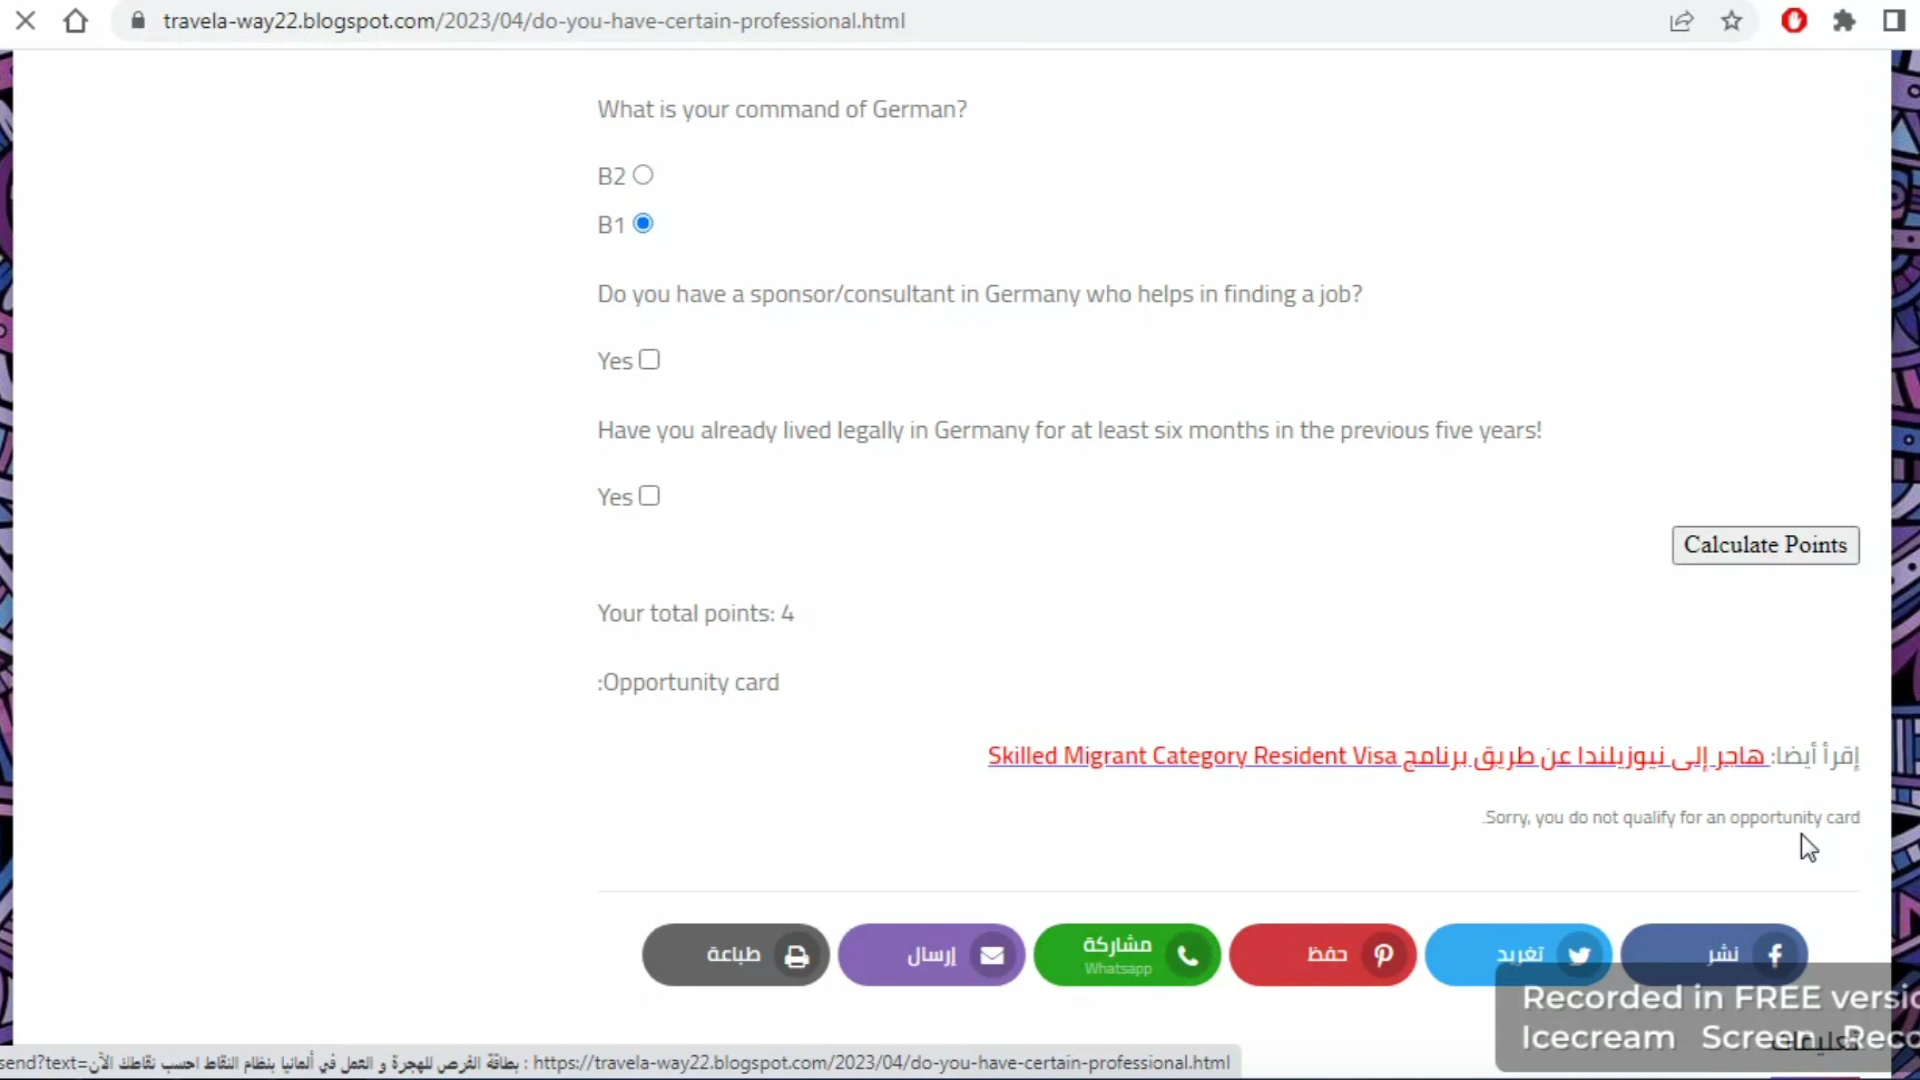 travela-way22.blogspot.com/2023/04/do-you-have-certain-professional.html
What is your command of German?
B2
B1
Do you have a sponsor/consultant in Germany who helps in finding a job?
Yes
Have you already lived legally in Germany for at least six months in the previous five years!
Yes
Calculate Points
Your total points: 4
:Opportunity card
إقرأ أيضا: هاجر إلى نيوزيلندا عن طريق برنامج Skilled Migrant Category Resident Visa
.Sorry, you do not qualify for an opportunity card
نشر
تغريد
حفظ
مشاركة
Whatsapp
إرسال
طباعة
Recorded in FREE versio
Icecream Screen Reco
send?text=بطاقة الفرص للهجرة و العمل في ألمانيا بنظام النقاط احسب نقاطك الآن : https://travela-way22.blogspot.com/2023/04/do-you-have-certain-professional.html